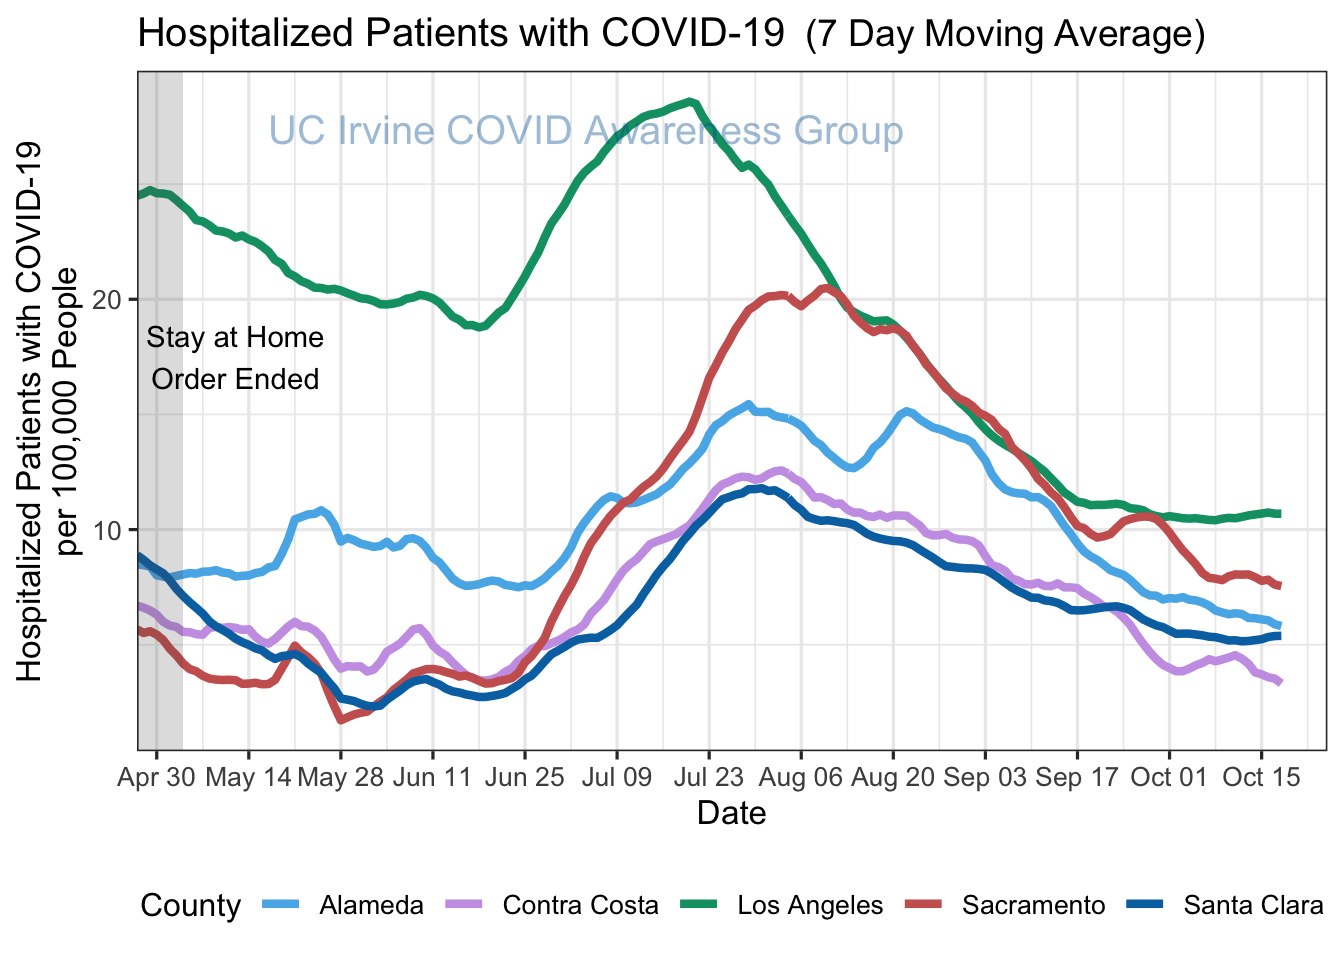 Hospitalized Patients with COVID-19 (7 Day Moving Average)
UC Irvine COVID Awareness Group
Hospitalized Patients with COVID-19
per 100,000 People
20
10
Stay at Home
Order Ended
Apr 30 May 14 May 28 Jun 11 Jun 25 Jul 09 Jul 23 Aug 06 Aug 20 Sep 03 Sep 17 Oct 01 Oct 15
Date
County Alameda Contra Costa Los Angeles Sacramento Santa Clara